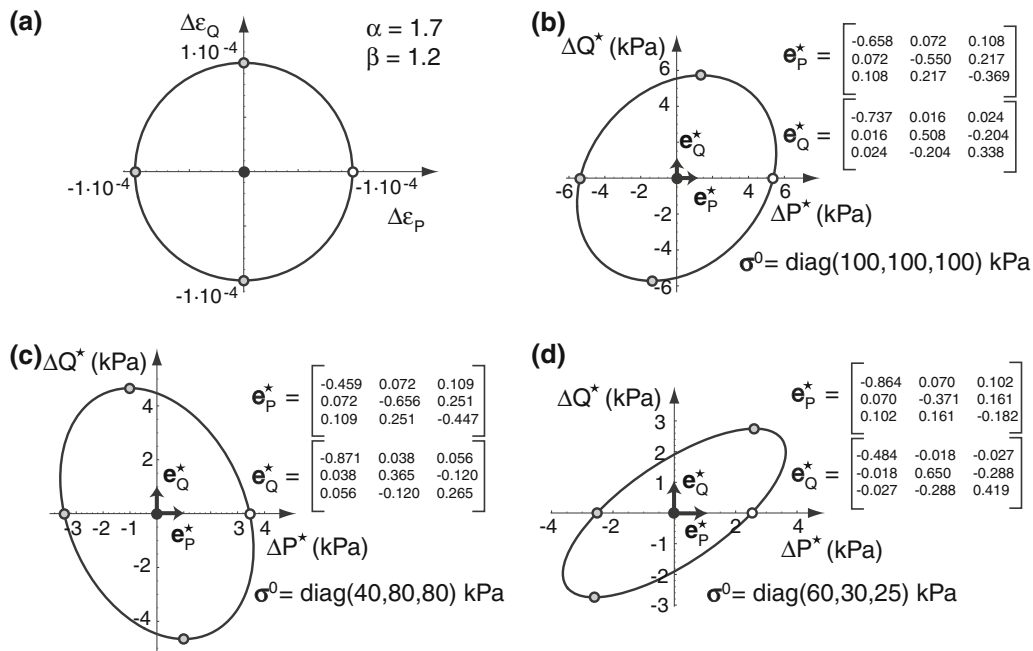 (a)
Δε_Q
1·10⁻⁴
α = 1.7
β = 1.2
-1·10⁻⁴
-1·10⁻⁴
Δε_P
-1·10⁻⁴
(b)
ΔQ* (kPa)
6
4
2
-6
-2
2
4
6
-2
-4
-6
e*_Q
e*_P
ΔP* (kPa)
e*_P =
-0.658 0.072 0.108
0.072 -0.550 0.217
0.108 0.217 -0.369
e*_Q =
-0.737 0.016 0.024
0.016 0.508 -0.204
0.024 -0.204 0.338
σ⁰= diag(100,100,100) kPa
(c)
ΔQ* (kPa)
4
2
-3
-1
3
4
-2
-4
e*_Q
e*_P
ΔP* (kPa)
e*_P =
-0.459 0.072 0.109
0.072 -0.656 0.251
0.109 0.251 -0.447
e*_Q =
-0.871 0.038 0.056
0.038 0.365 -0.120
0.056 -0.120 0.265
σ⁰= diag(40,80,80) kPa
(d)
ΔQ* (kPa)
3
2
1
-4
-2
2
4
-1
-2
-3
e*_Q
e*_P
ΔP* (kPa)
e*_P =
-0.864 0.070 0.102
0.070 -0.371 0.161
0.102 0.161 -0.182
e*_Q =
-0.484 -0.018 -0.027
-0.018 0.650 -0.288
-0.027 -0.288 0.419
σ⁰= diag(60,30,25) kPa